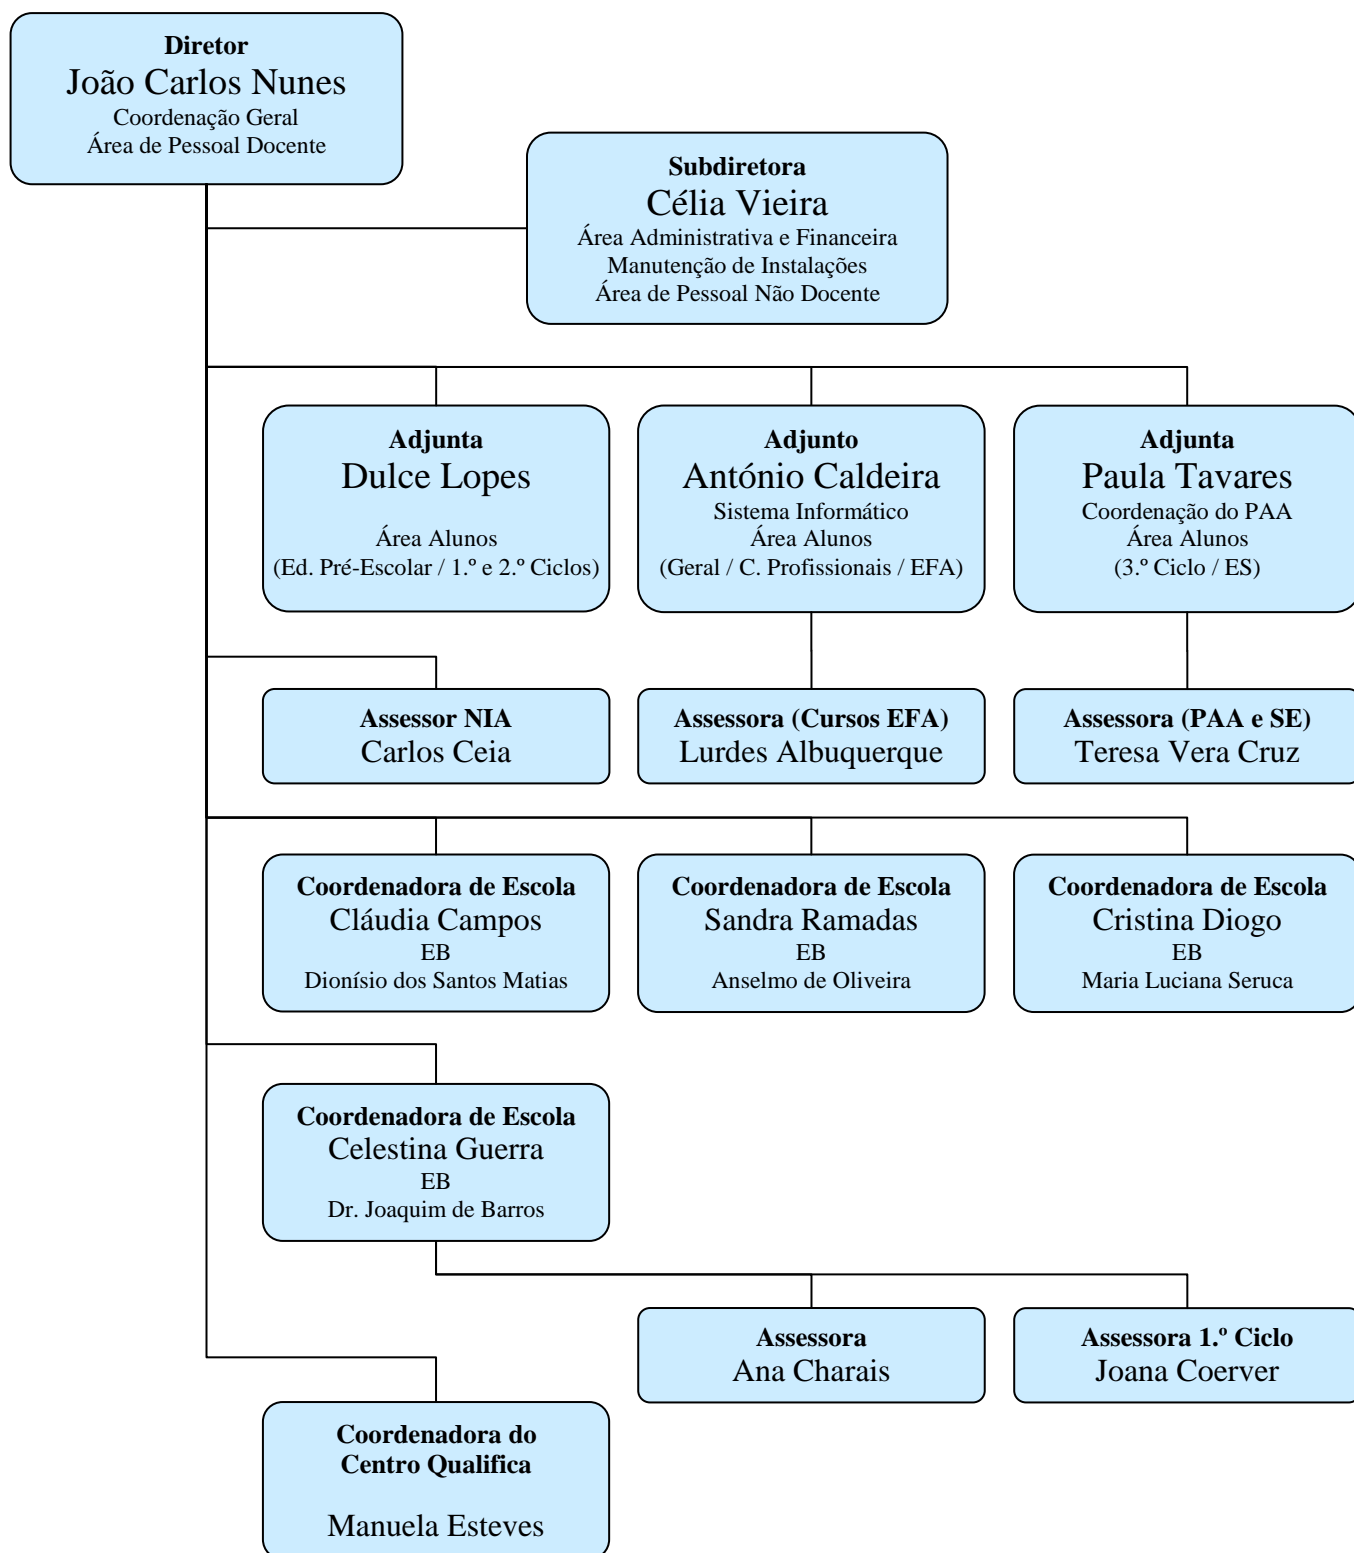 Diretor
João Carlos Nunes
Coordenação Geral
Área de Pessoal Docente
Subdiretora
Célia Vieira
Área Administrativa e Financeira
Manutenção de Instalações
Área de Pessoal Não Docente
Adjunta
Dulce Lopes
Área Alunos
(Ed. Pré-Escolar / 1.º e 2.º Ciclos)
Adjunto
António Caldeira
Sistema Informático
Área Alunos
(Geral / C. Profissionais / EFA)
Adjunta
Paula Tavares
Coordenação do PAA
Área Alunos
(3.º Ciclo / ES)
Assessor NIA
Carlos Ceia
Assessora (Cursos EFA)
Lurdes Albuquerque
Assessora (PAA e SE)
Teresa Vera Cruz
Coordenadora de Escola
Cláudia Campos
EB
Dionísio dos Santos Matias
Coordenadora de Escola
Sandra Ramadas
EB
Anselmo de Oliveira
Coordenadora de Escola
Cristina Diogo
EB
Maria Luciana Seruca
Coordenadora de Escola
Celestina Guerra
EB
Dr. Joaquim de Barros
Assessora
Ana Charais
Assessora 1.º Ciclo
Joana Coerver
Coordenadora do
Centro Qualifica
Manuela Esteves